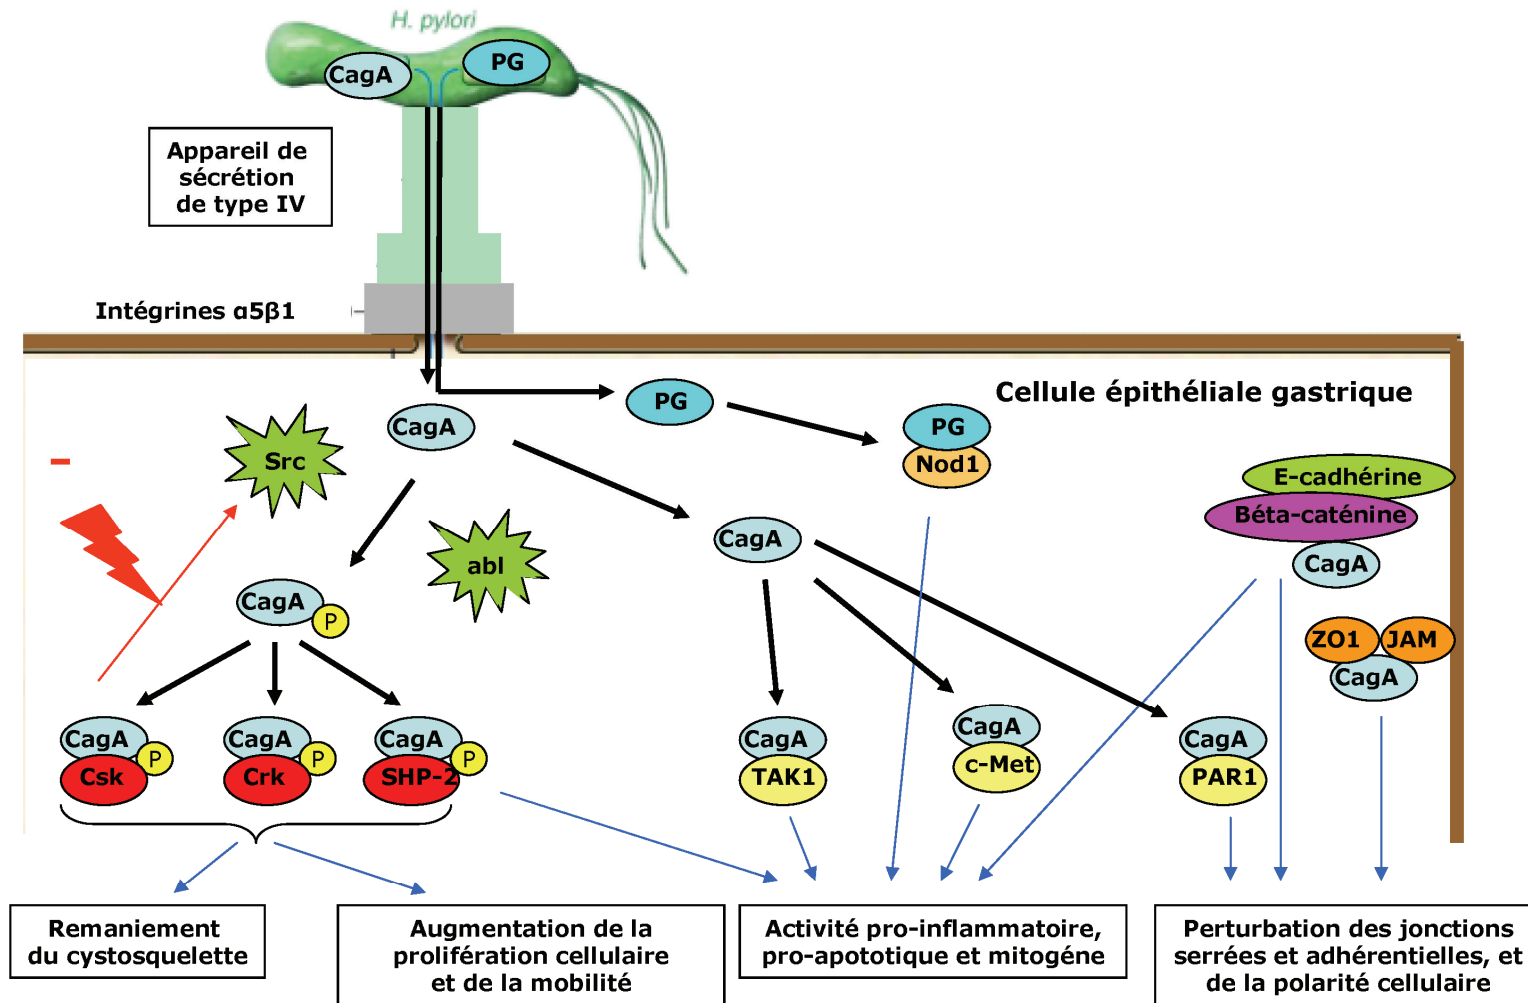 H. pylori
CagA
PG
Appareil de
sécrétion
de type IV
Intégrines α5β1
Cellule épithéliale gastrique
PG
CagA
PG
Nod1
Src
-
E-cadhérine
Béta-caténine
CagA
CagA
abl
CagA
P
ZO1
JAM
CagA
CagA
P
Csk
CagA
P
Crk
CagA
P
SHP-2
CagA
TAK1
CagA
c-Met
CagA
PAR1
Remaniement
du cystosquelette
Augmentation de la
prolifération cellulaire
et de la mobilité
Activité pro-inflammatoire,
pro-apototique et mitogéne
Perturbation des jonctions
serrées et adhérentielles, et
de la polarité cellulaire